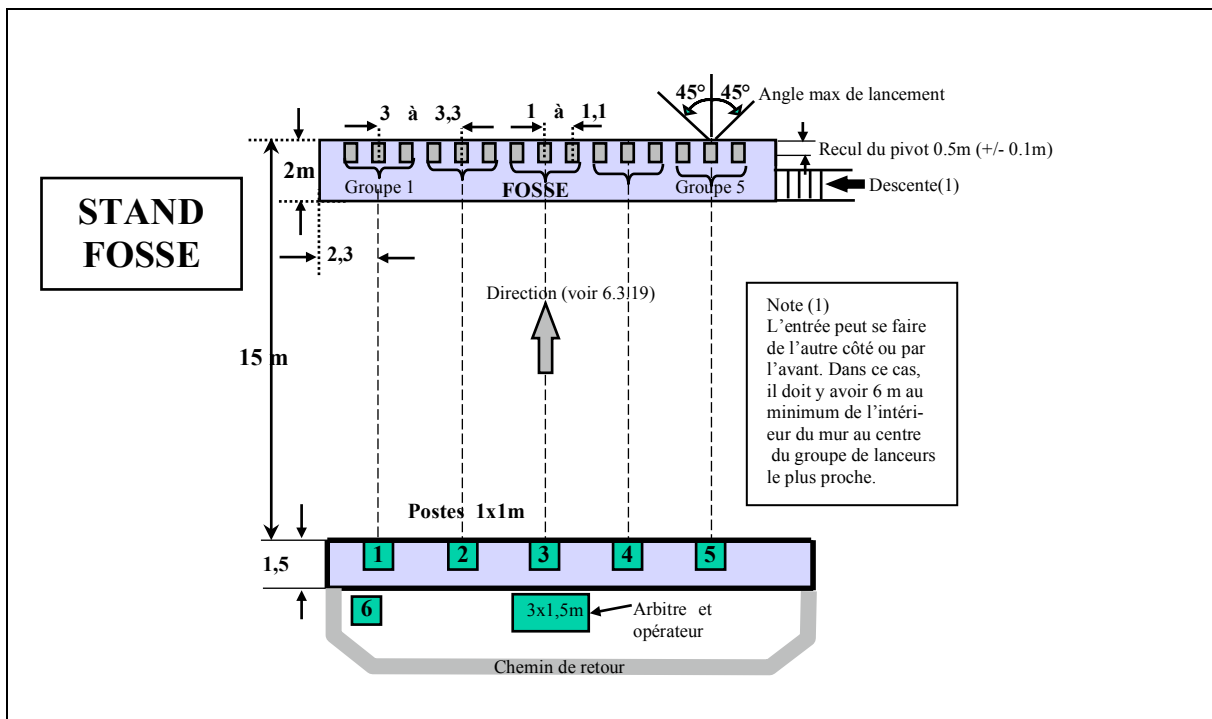 STAND
FOSSE
3 à 3,3
1 à 1,1
45° 45°
Angle max de lancement
Recul du pivot 0.5m (+/- 0.1m)
2m
Groupe 1
FOSSE
Groupe 5
Descente(1)
2,3
Direction (voir 6.3.19)
15 m
Note (1)
L’entrée peut se faire
de l’autre côté ou par
l’avant. Dans ce cas,
il doit y avoir 6 m au
minimum de l’intéri-
eur du mur au centre
du groupe de lanceurs
le plus proche.
Postes 1x1m
1,5
1 2 3 4 5
6
3x1,5m
Arbitre et
opérateur
Chemin de retour